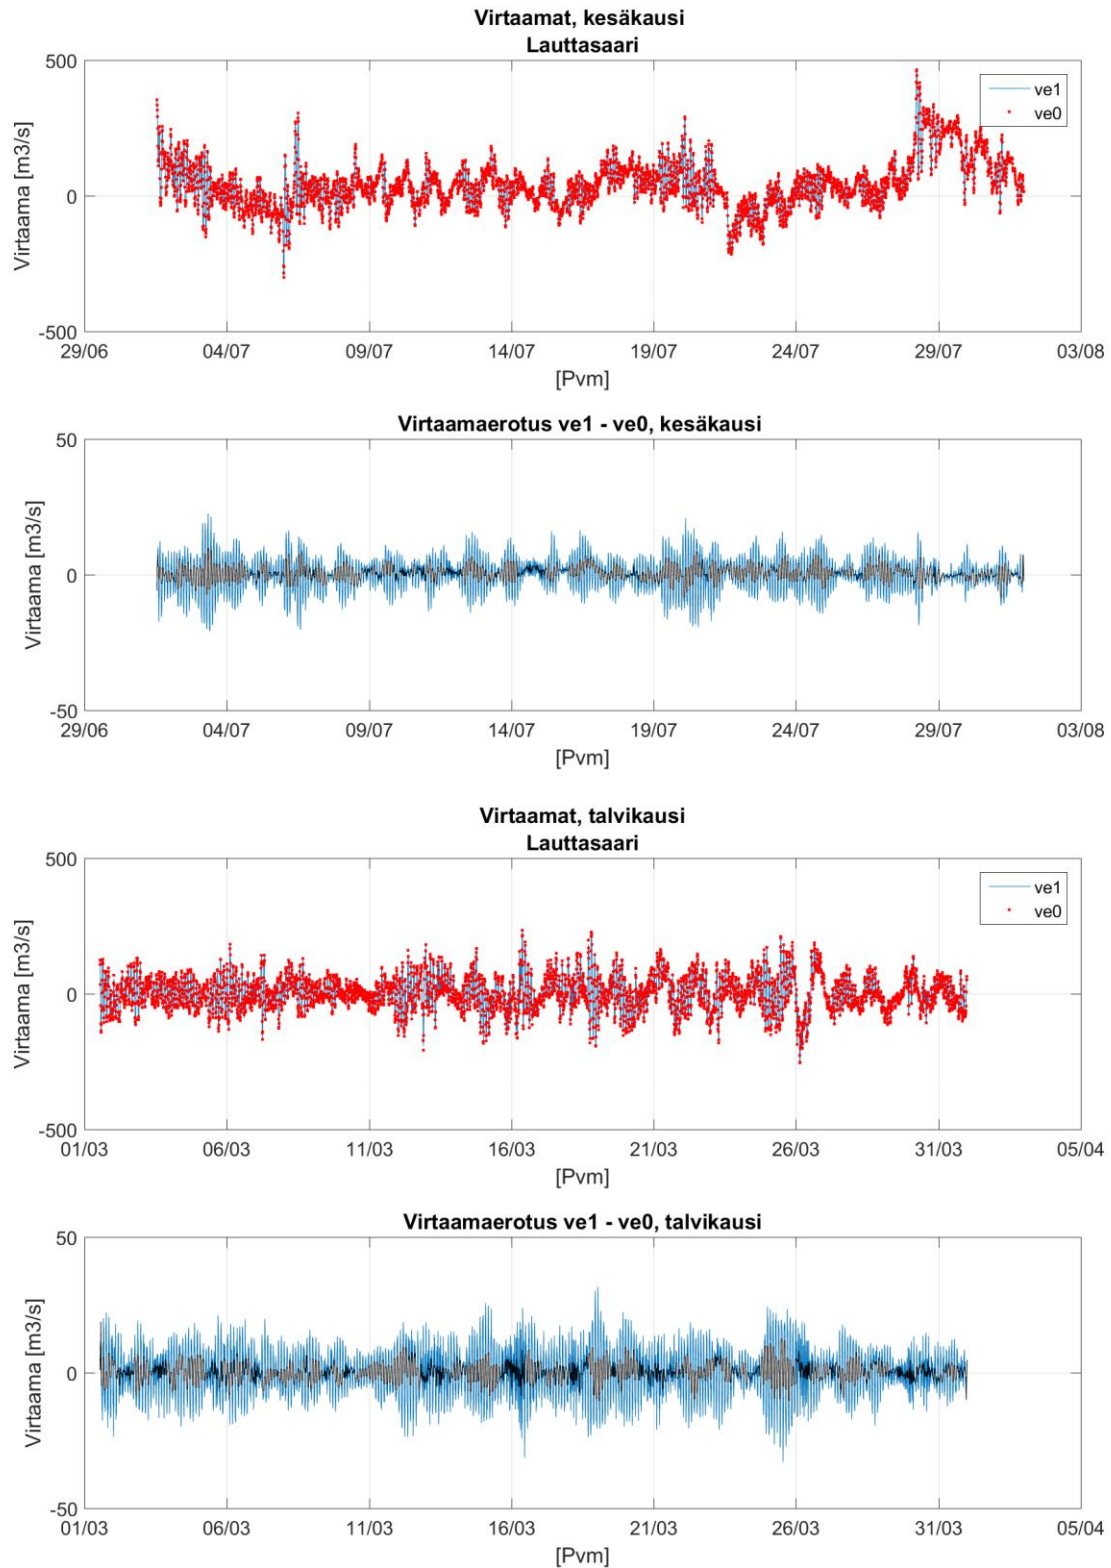 Virtaamat, kesäkausi
Lauttasaari
500
0
-500
Virtaama [m3/s]
ve1
ve0
29/06 04/07 09/07 14/07 19/07 24/07 29/07 03/08
[Pvm]
Virtaamaerotus ve1 - ve0, kesäkausi
50
0
-50
Virtaama [m3/s]
29/06 04/07 09/07 14/07 19/07 24/07 29/07 03/08
[Pvm]
Virtaamat, talvikausi
Lauttasaari
500
0
-500
Virtaama [m3/s]
ve1
ve0
01/03 06/03 11/03 16/03 21/03 26/03 31/03 05/04
[Pvm]
Virtaamaerotus ve1 - ve0, talvikausi
50
0
-50
Virtaama [m3/s]
01/03 06/03 11/03 16/03 21/03 26/03 31/03 05/04
[Pvm]